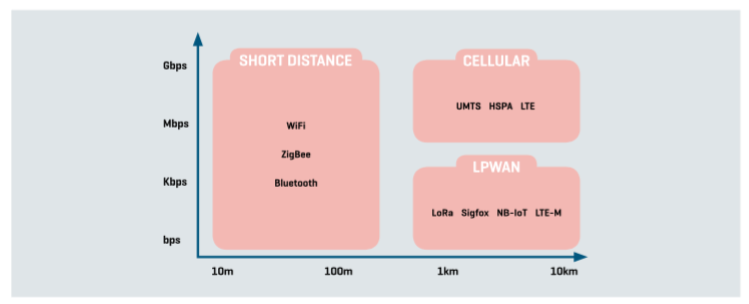 SHORT DISTANCE
CELLULAR
Gbps
UMTS HSPA LTE
Mbps
WiFi
ZigBee
LPWAN
Kbps
Bluetooth
LoRa Sigfox NB-IoT LTE-M
bps
10m 100m 1km 10km